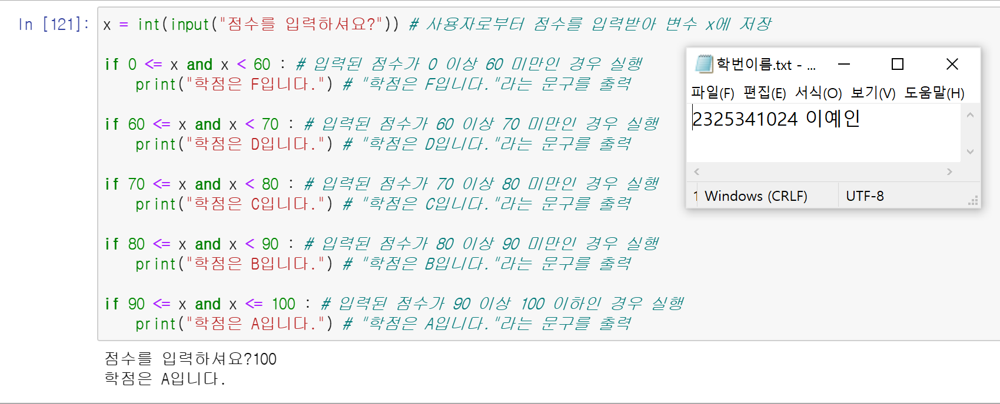 In [121]:
x = int(input("점수를 입력하셔요?")) # 사용자로부터 점수를 입력받아 변수 x에 저장
if 0 <= x and x < 60 : # 입력된 점수가 0 이상 60 미만인 경우 실행
print("학점은 F입니다.") # "학점은 F입니다."라는 문구를 출력
if 60 <= x and x < 70 : # 입력된 점수가 60 이상 70 미만인 경우 실행
print("학점은 D입니다.") # "학점은 D입니다."라는 문구를 출력
if 70 <= x and x < 80 : # 입력된 점수가 70 이상 80 미만인 경우 실행
print("학점은 C입니다.") # "학점은 C입니다."라는 문구를 출력
if 80 <= x and x < 90 : # 입력된 점수가 80 이상 90 미만인 경우 실행
print("학점은 B입니다.") # "학점은 B입니다."라는 문구를 출력
if 90 <= x and x <= 100 : # 입력된 점수가 90 이상 100 이하인 경우 실행
print("학점은 A입니다.") # "학점은 A입니다."라는 문구를 출력
점수를 입력하셔요?100
학점은 A입니다.
학번이름.txt - ...
파일(F) 편집(E) 서식(O) 보기(V) 도움말(H)
2325341024 이예인
1 Windows (CRLF) UTF-8